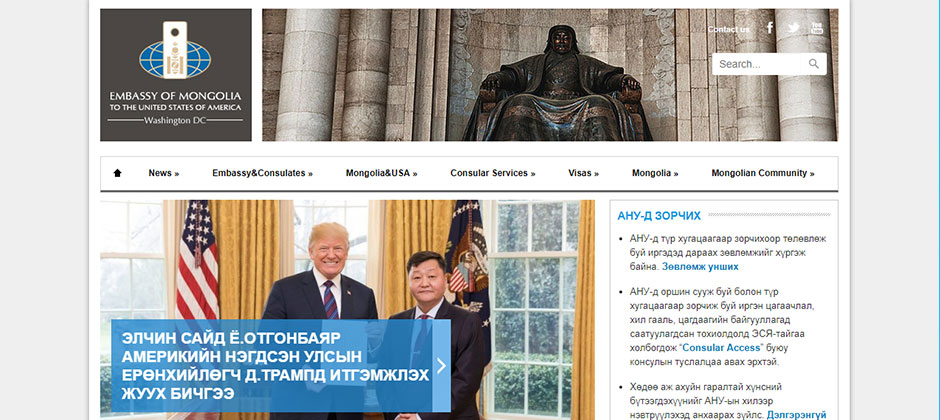 EMBASSY OF MONGOLIA
TO THE UNITED STATES OF AMERICA
Washington DC
Contact us
You
Search...
News »
Embassy&Consulates »
Mongolia&USA »
Consular Services »
Visas »
Mongolia »
Mongolian Community »
ЭЛЧИН САЙД Ё.ОТГОНБАЯР
АМЕРИКИЙН НЭГДСЭН УЛСЫН
ЕРӨНХИЙЛӨГЧ Д.ТРАМПД ИТГЭМЖЛЭХ
ЖУУХ БИЧГЭЭ
АНУ-Д ЗОРЧИХ
АНУ-д түр хугацаагаар зорчихоор төлөвлөж
буй иргэдэд дараах зөвлөмжийг хүргэж
байна. Зөвлөмж унших
АНУ-д оршин сууж буй болон түр
хугацаагаар зорчиж буй иргэн цагаачлал,
хил гааль, цагдаагийн байгууллагад
саатуулагдсан тохиолдолд ЭСЯ-тайгаа
холбогдож "Consular Access" буюу
консулын туслалцаа авах эрхтэй.
Хөдөө аж ахуйн гаралтай хүнсний
бүтээгдэхүүнийг АНУ-ын хилээр
нэвтрүүлэхэд анхаарах зүйлс. Дэлгэрэнгүй